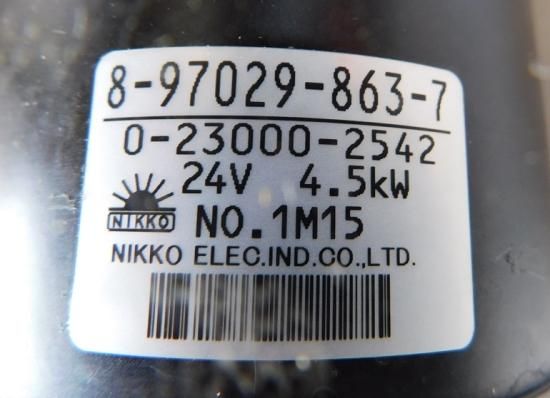 8-97029-863-7
0-23000-2542
24V 4.5kW
NIKKO
NO.1M15
NIKKO ELEC.IND.CO.,LTD.